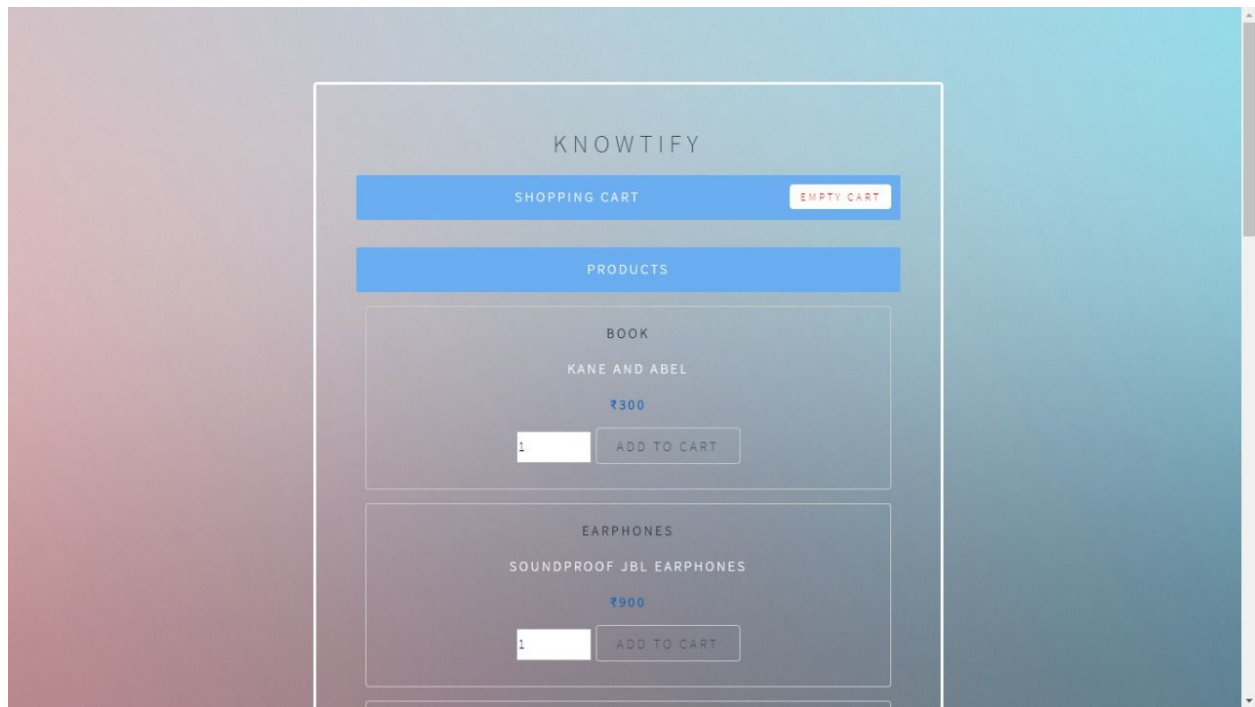 KNOWTIFY
SHOPPING CART EMPTY CART
PRODUCTS
BOOK
KANE AND ABEL
₹300
1 ADD TO CART
EARPHONES
SOUNDPROOF JBL EARPHONES
₹900
1 ADD TO CART